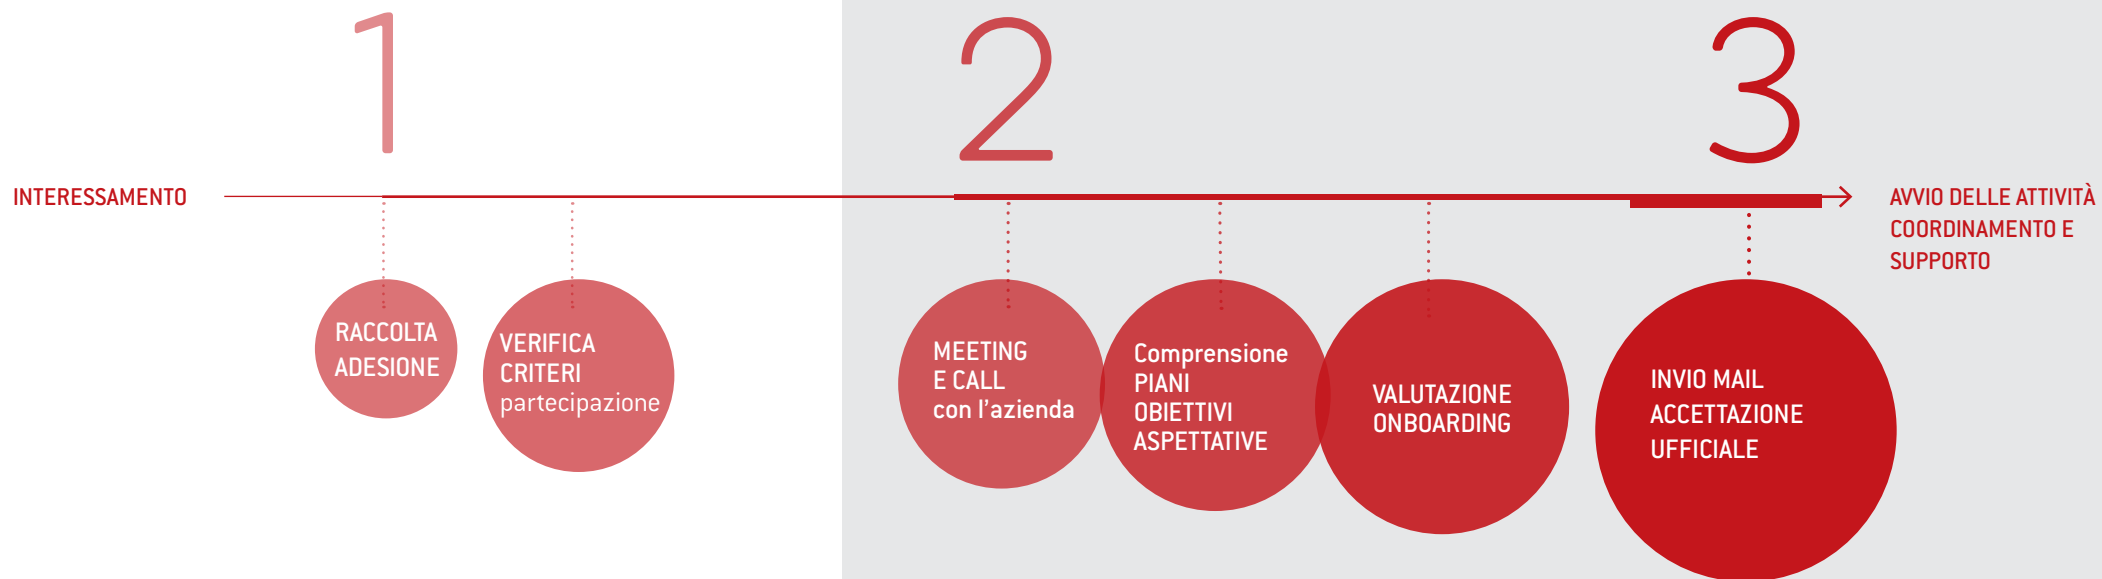 1
2
3
INTERESSAMENTO
AVVIO DELLE ATTIVITÀ
COORDINAMENTO E
SUPPORTO
RACCOLTA
ADESIONE
VERIFICA
CRITERI
partecipazione
MEETING
E CALL
con l'azienda
Comprensione
PIANI
OBIETTIVI
ASPETTATIVE
VALUTAZIONE
ONBOARDING
INVIO MAIL
ACCETTAZIONE
UFFICIALE